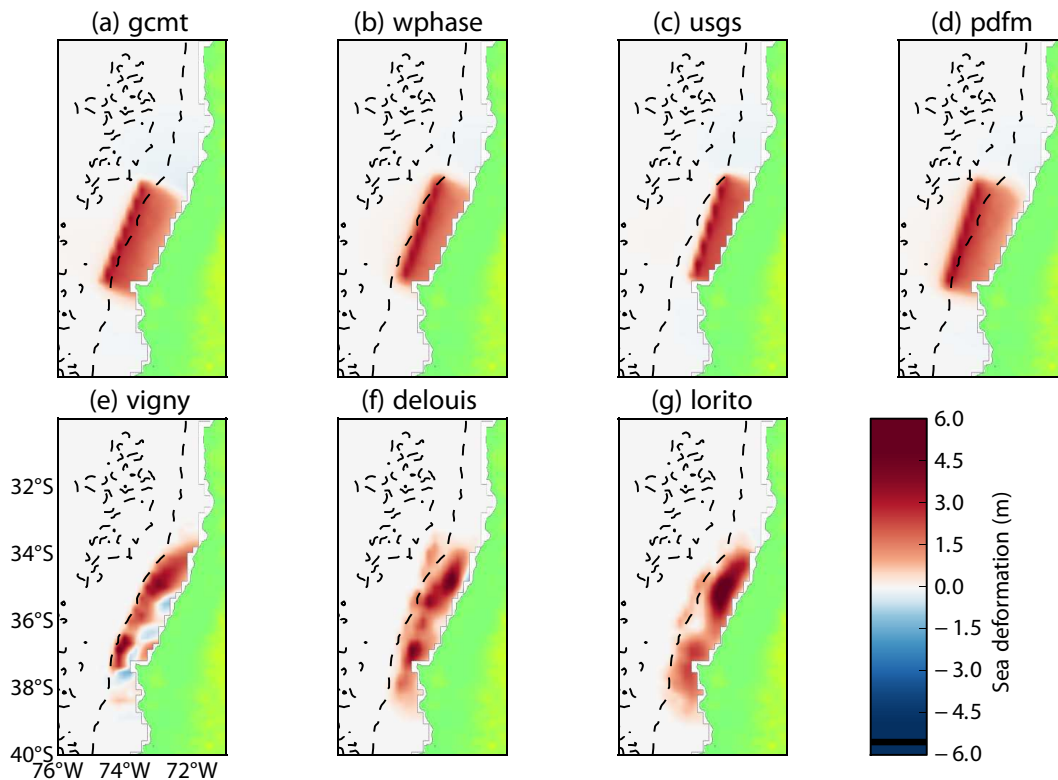 (a) gcmt
(b) wphase
(c) usgs
(d) pdfm
(e) vigny
(f) delouis
(g) lorito
32°S
34°S
36°S
38°S
40°S
76°W
74°W
72°W
6.0
4.5
3.0
1.5
0.0
−1.5
−3.0
−4.5
−6.0
Sea deformation (m)